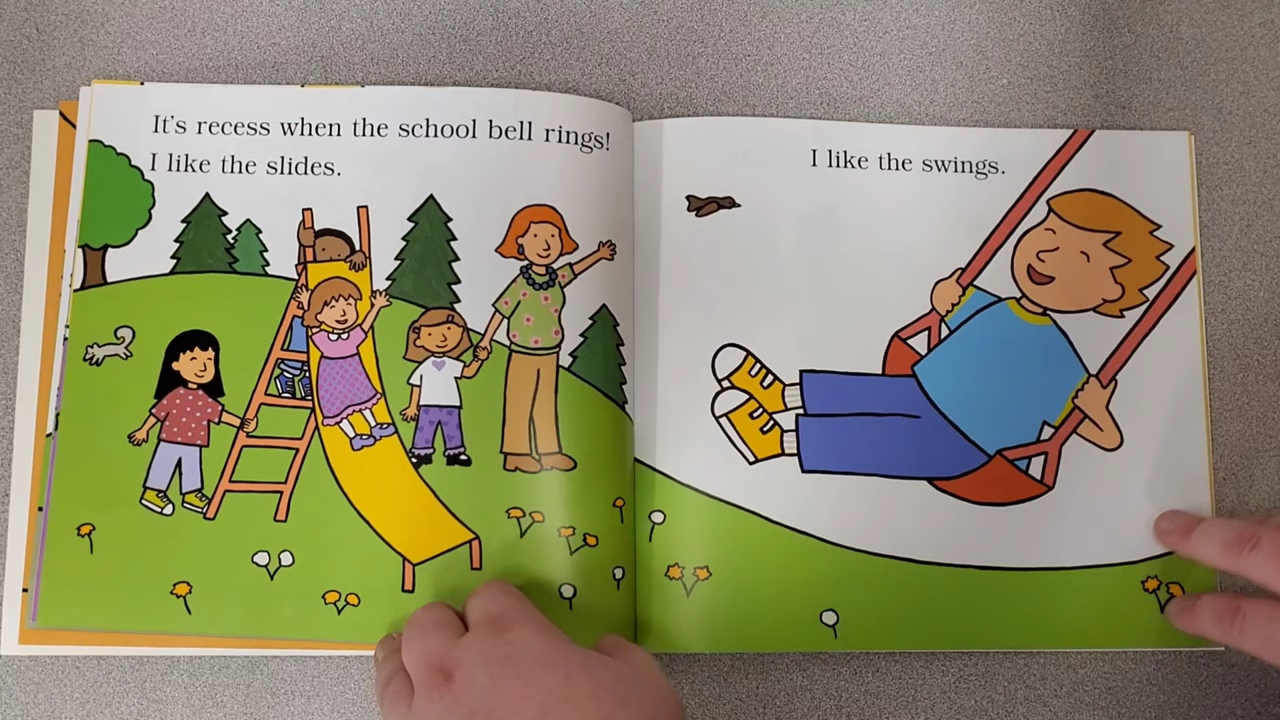 It's recess when the school bell rings!
I like the slides.
I like the swings.